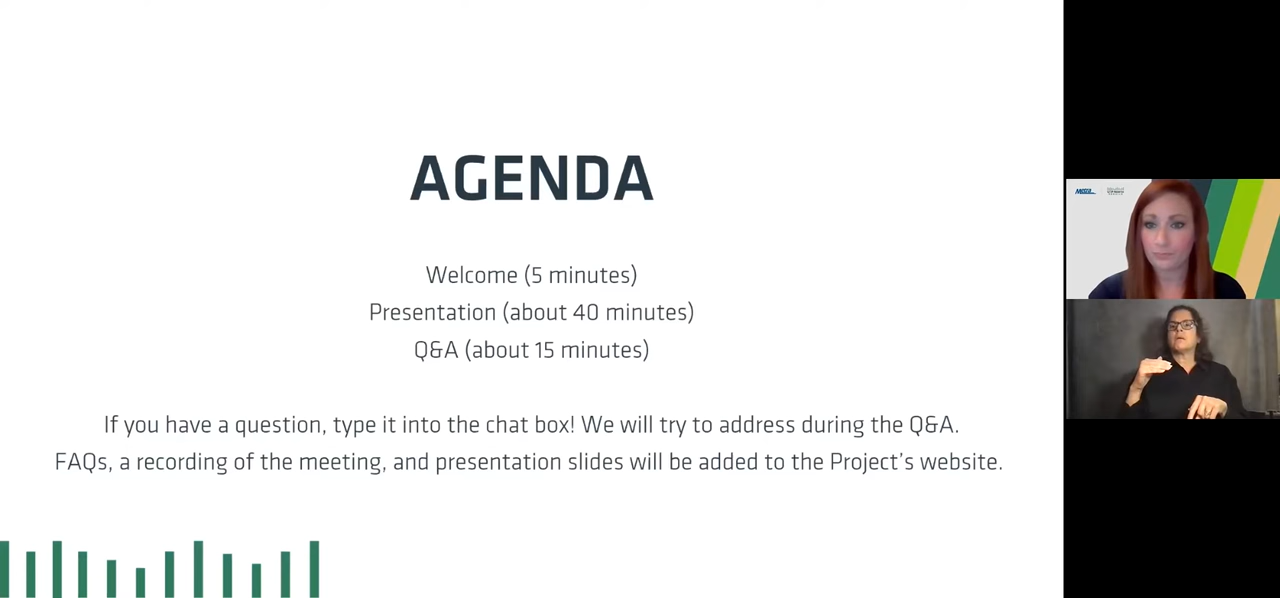 AGENDA
Welcome (5 minutes)
Presentation (about 40 minutes)
Q&A (about 15 minutes)
If you have a question, type it into the chat box! We will try to address during the Q&A.
FAQs, a recording of the meeting, and presentation slides will be added to the Project's website.